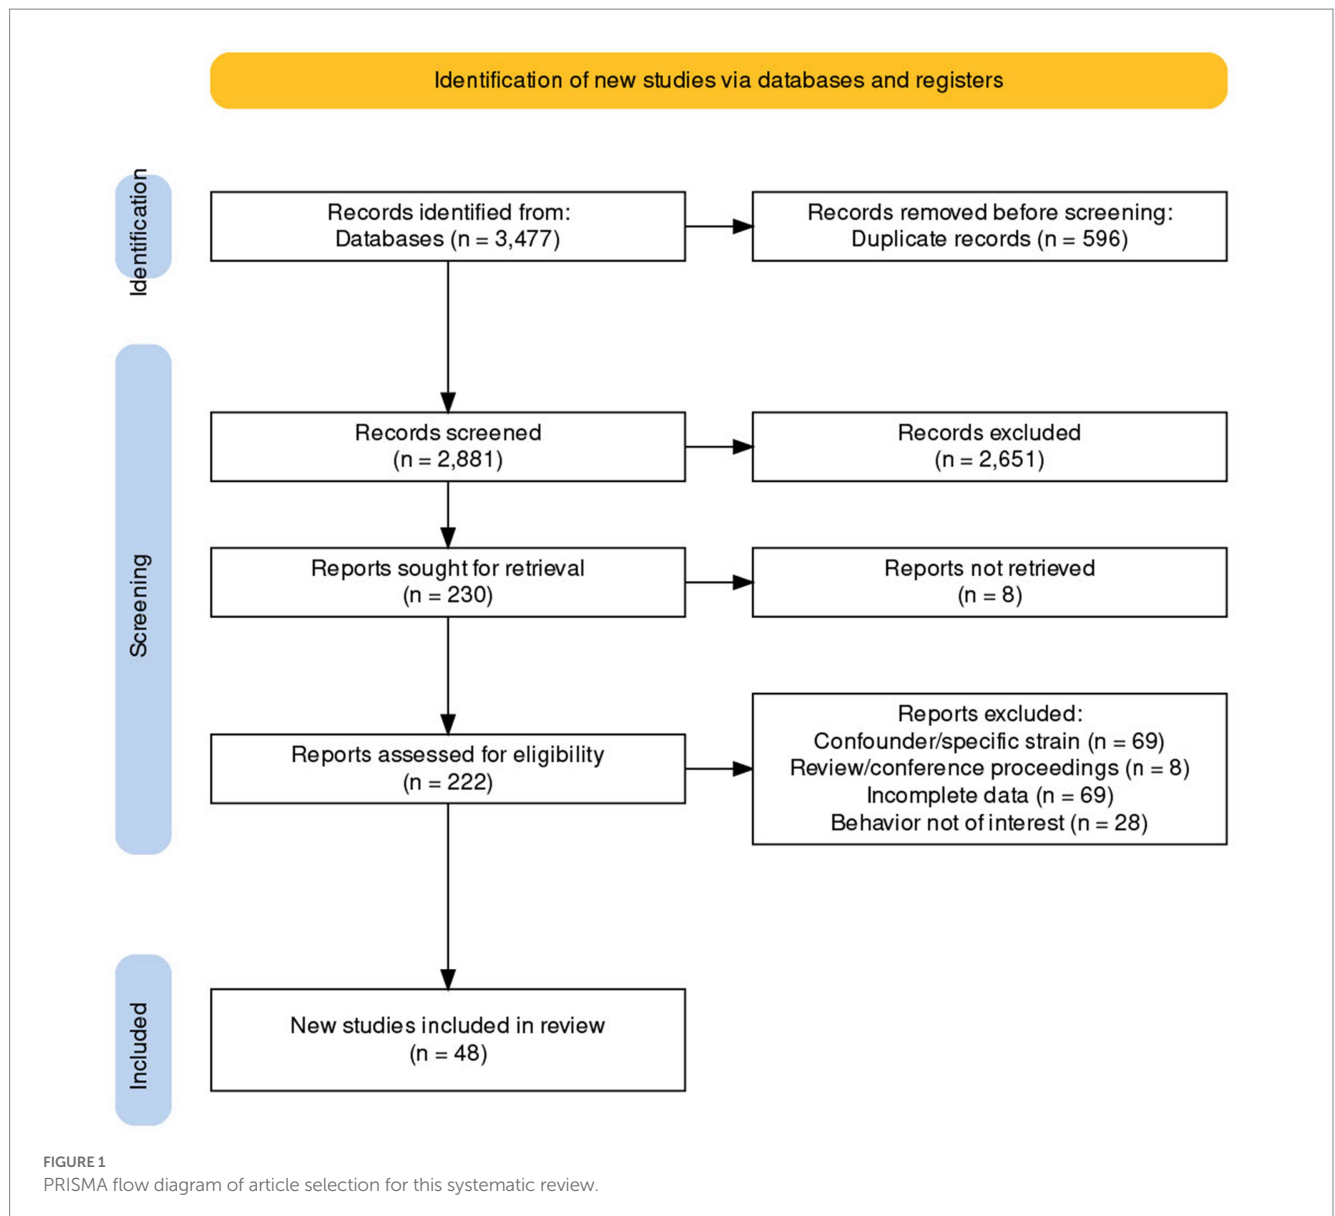 Identification of new studies via databases and registers
Identification
Records identified from:
Databases (n = 3,477)
Records removed before screening:
Duplicate records (n = 596)
Screening
Records screened
(n = 2,881)
Records excluded
(n = 2,651)
Reports sought for retrieval
(n = 230)
Reports not retrieved
(n = 8)
Reports assessed for eligibility
(n = 222)
Reports excluded:
Confounder/specific strain (n = 69)
Review/conference proceedings (n = 8)
Incomplete data (n = 69)
Behavior not of interest (n = 28)
Included
New studies included in review
(n = 48)
FIGURE 1
PRISMA flow diagram of article selection for this systematic review.